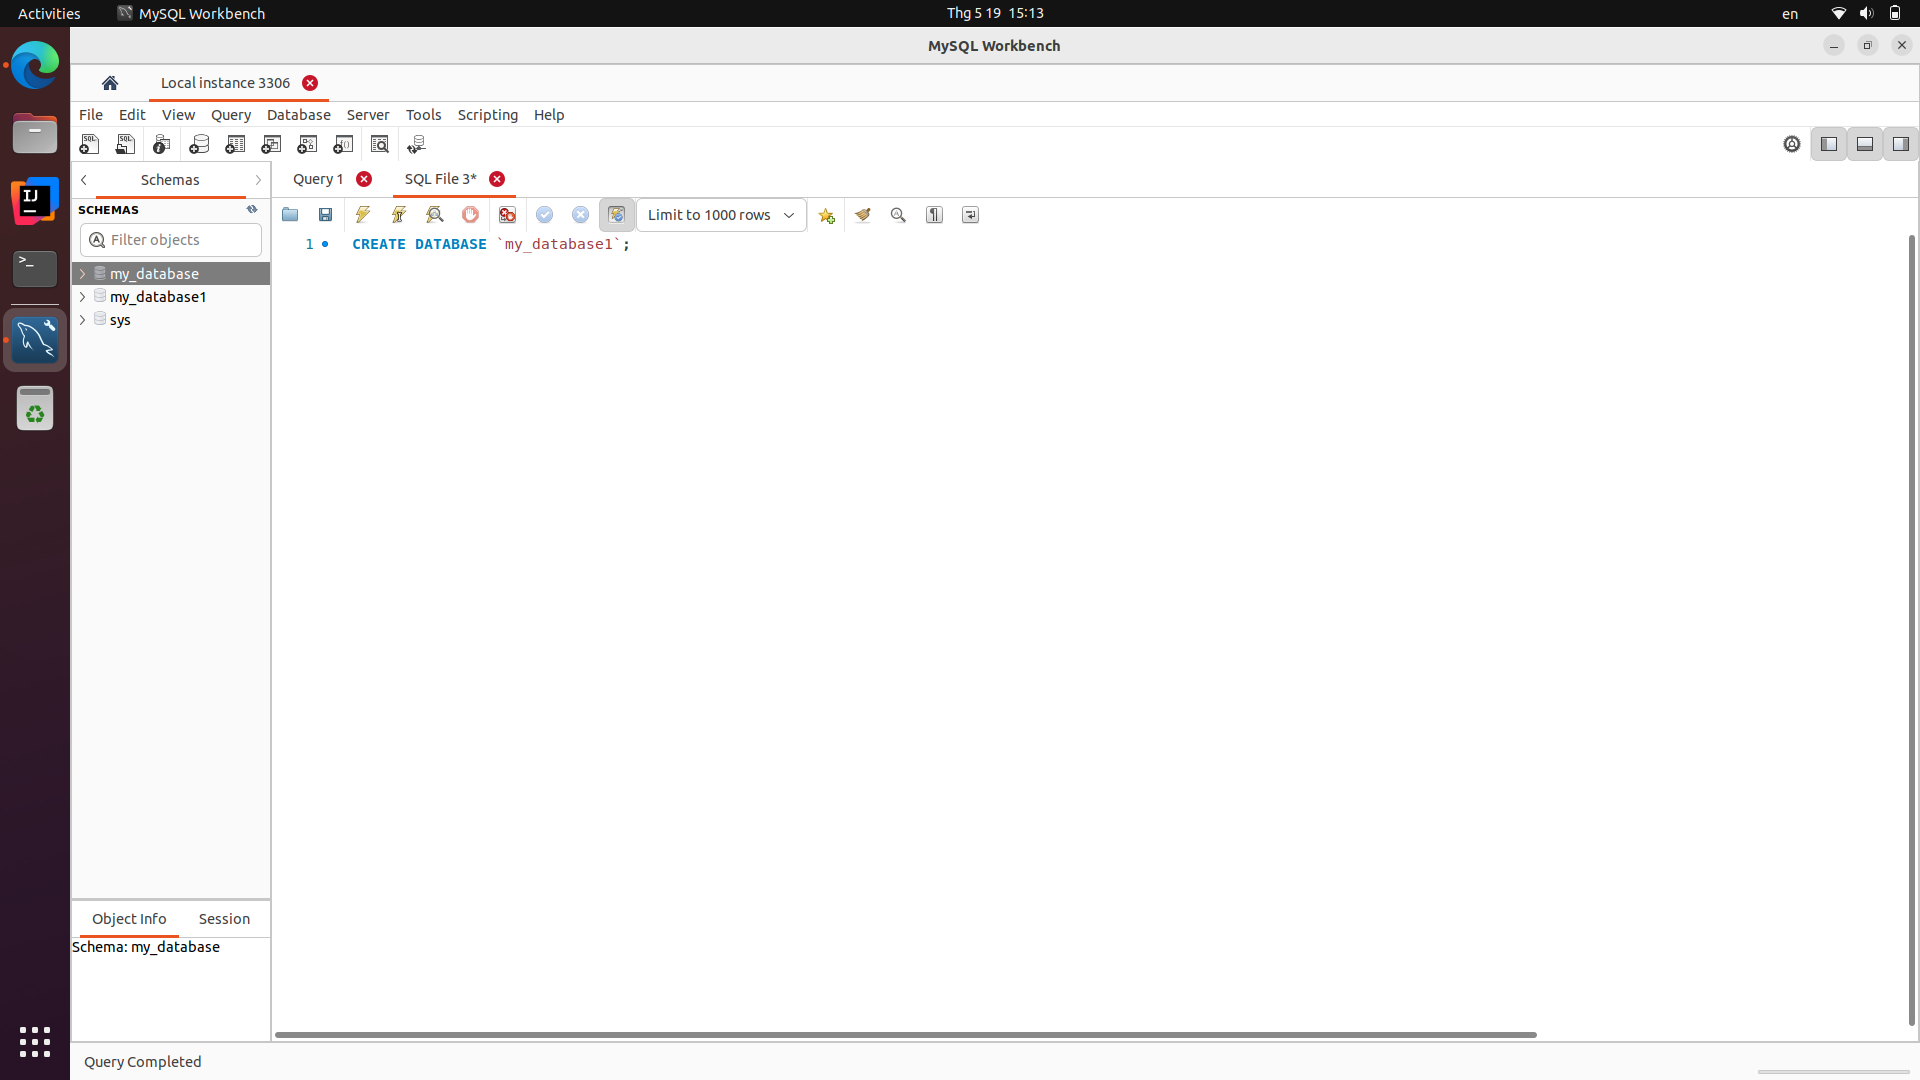 Activities MySQL Workbench Thg 5 19 15:13 en
MySQL Workbench
Local instance 3306
File Edit View Query Database Server Tools Scripting Help
Schemas Query 1 SQL File 3*
SCHEMAS
Limit to 1000 rows
Filter objects
1 CREATE DATABASE `my_database1`;
my_database
my_database1
sys
Object Info Session
Schema: my_database
Query Completed